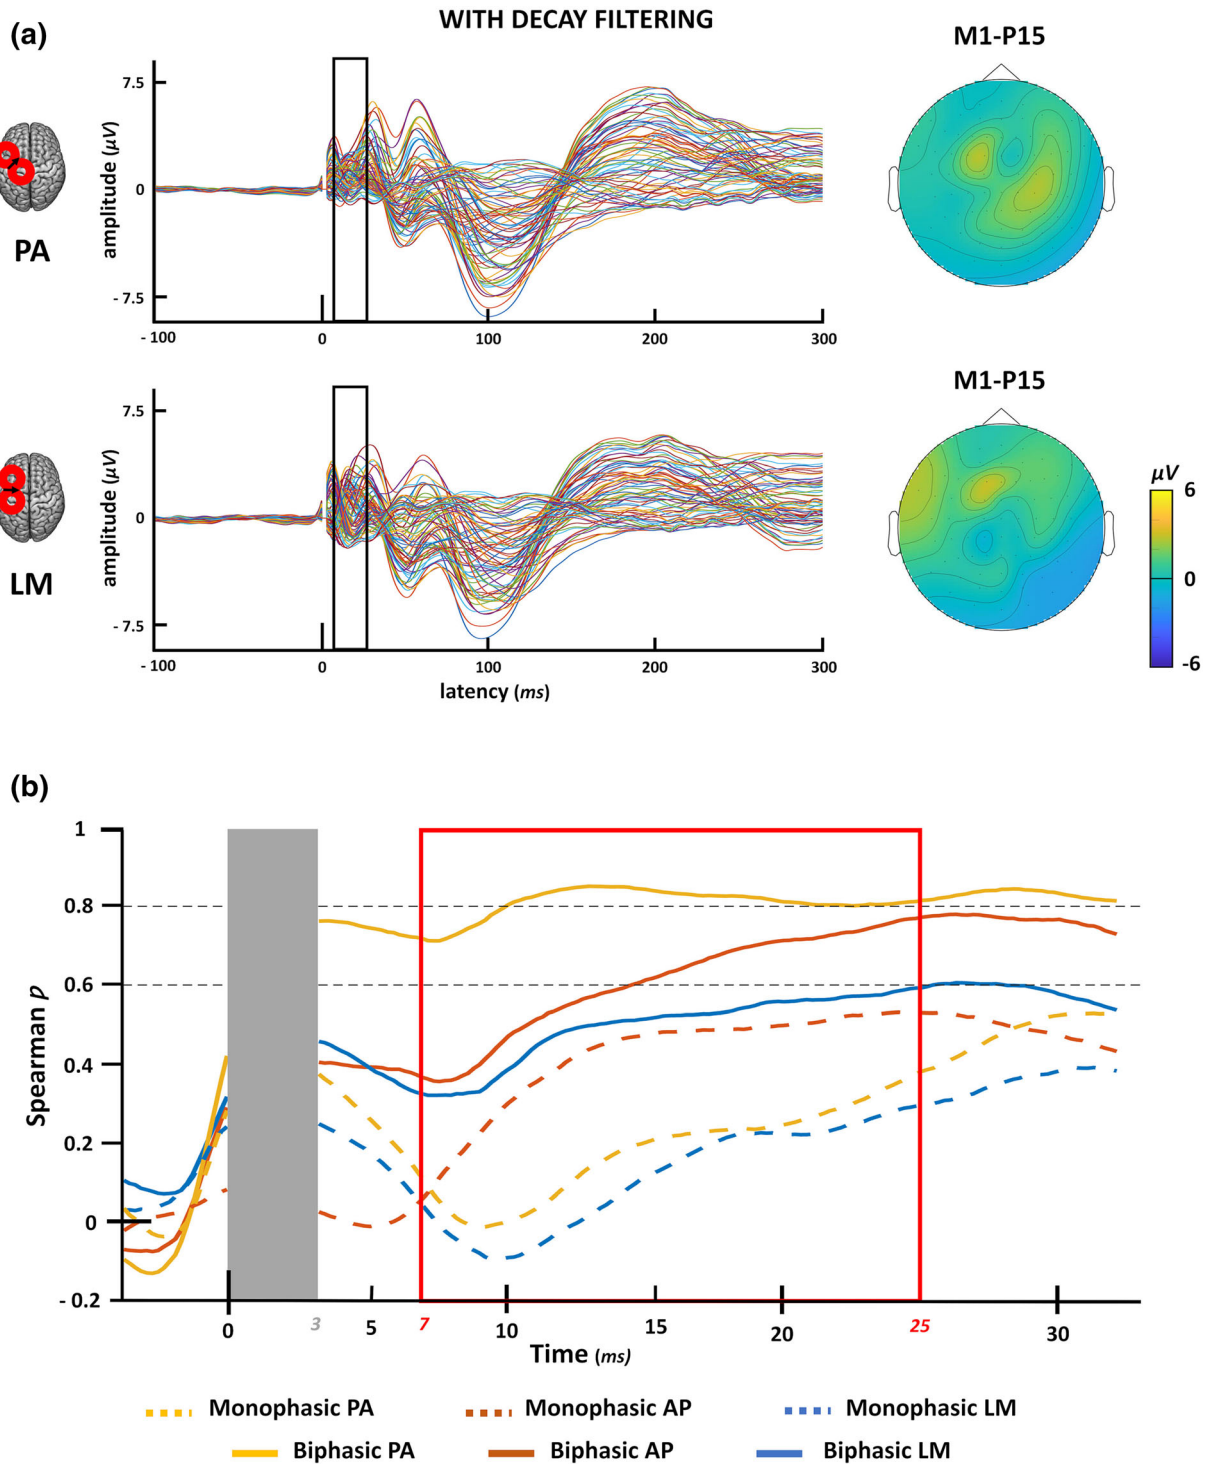 (a)
WITH DECAY FILTERING
M1-P15
amplitude (μV)
7.5
0
- 7.5
PA
- 100 0 100 200 300
M1-P15
amplitude (μV)
7.5
0
- 7.5
LM
- 100 0 100 200 300
latency (ms)
μV
6
0
-6
(b)
Spearman p
1
0.8
0.6
0.4
0.2
0
- 0.2
0 3 5 7 10 15 20 25 30
Time (ms)
Monophasic PA Monophasic AP Monophasic LM
Biphasic PA Biphasic AP Biphasic LM